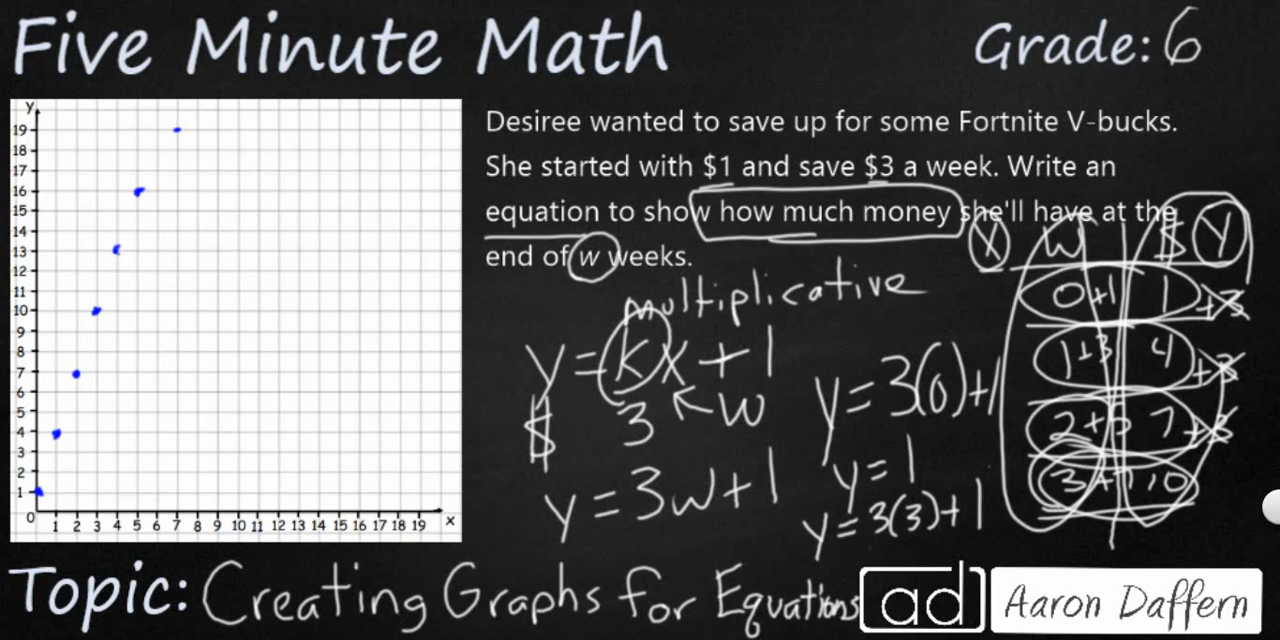 Five Minute Math
Grade: 6
Desiree wanted to save up for some Fortnite V-bucks.
She started with $1 and save $3 a week. Write an
equation to show how much money she'll have at the
end of w weeks.
multiplicative
y = kx + 1
$ 3 w
y = 3w + 1
y = 3(0)+1
y = 1
y = 3(3)+1
X w $ Y
0+1 1 +3
1+3 4 +3
2+5 7 +3
3+7 10
y
19
18
17
16
15
14
13
12
11
10
9
8
7
6
5
4
3
2
1
0
1 2 3 4 5 6 7 8 9 10 11 12 13 14 15 16 17 18 19 x
Topic: Creating Graphs for Equations
ad
Aaron Daffern